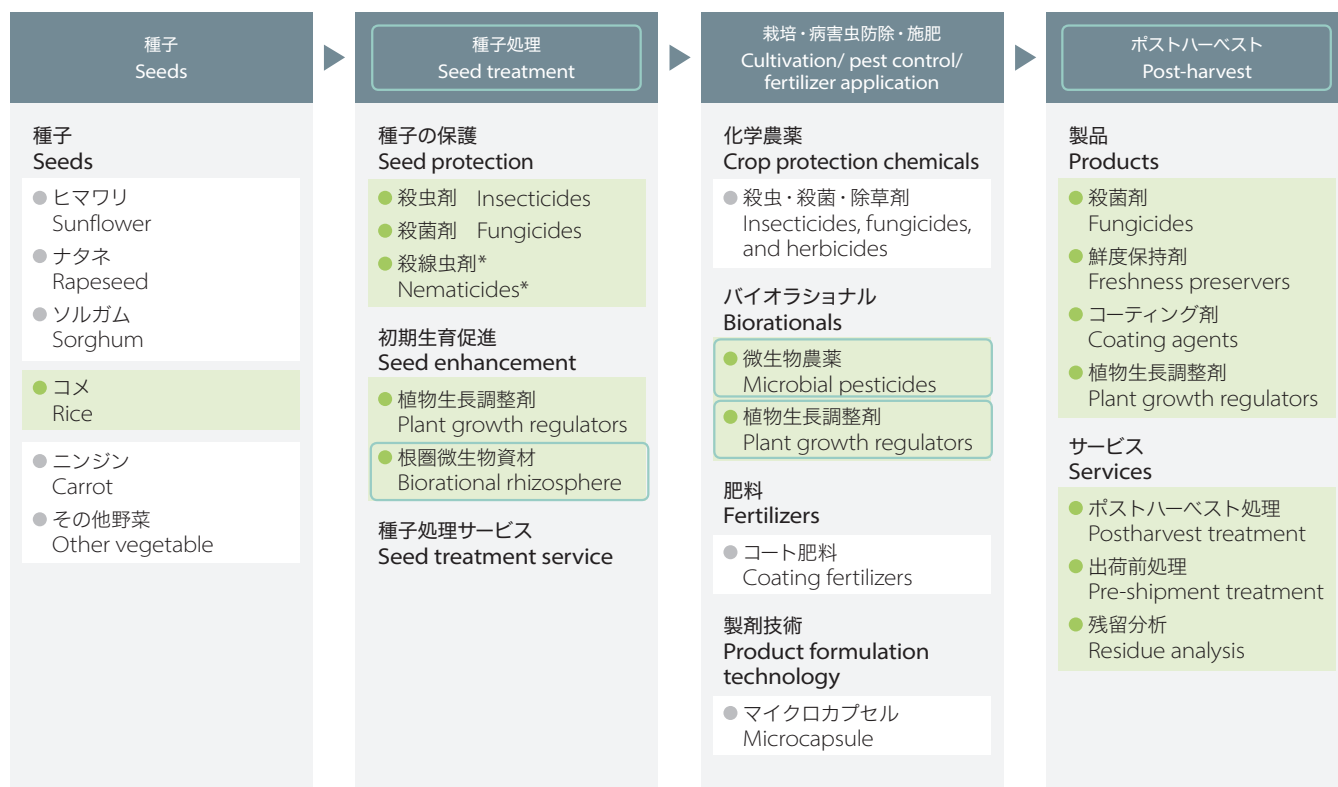 種子
Seeds
種子
Seeds
ヒマワリ
Sunflower
ナタネ
Rapeseed
ソルガム
Sorghum
コメ
Rice
ニンジン
Carrot
その他野菜
Other vegetable
種子処理
Seed treatment
種子の保護
Seed protection
殺虫剤 Insecticides
殺菌剤 Fungicides
殺線虫剤*
Nematicides*
初期生育促進
Seed enhancement
植物生長調整剤
Plant growth regulators
根圏微生物資材
Biorational rhizosphere
種子処理サービス
Seed treatment service
栽培・病害虫防除・施肥
Cultivation/ pest control/
fertilizer application
化学農薬
Crop protection chemicals
殺虫・殺菌・除草剤
Insecticides, fungicides,
and herbicides
バイオラショナル
Biorationals
微生物農薬
Microbial pesticides
植物生長調整剤
Plant growth regulators
肥料
Fertilizers
コート肥料
Coating fertilizers
製剤技術
Product formulation
technology
マイクロカプセル
Microcapsule
ポストハーベスト
Post-harvest
製品
Products
殺菌剤
Fungicides
鮮度保持剤
Freshness preservers
コーティング剤
Coating agents
植物生長調整剤
Plant growth regulators
サービス
Services
ポストハーベスト処理
Postharvest treatment
出荷前処理
Pre-shipment treatment
残留分析
Residue analysis